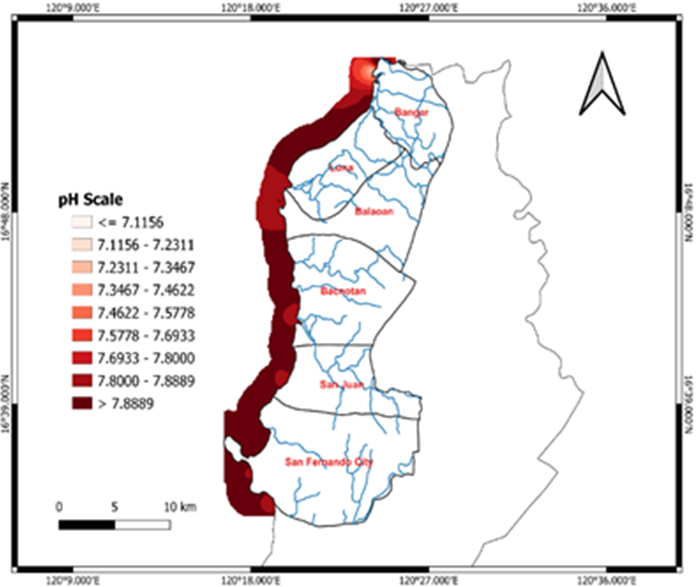 120°9.000'E 120°18.000'E 120°27.000'E 120°36.000'E
Bangar
Luna
16°48.000'N
16°48.000'N
Balaoan
pH Scale
<= 7.1156
7.1156 - 7.2311
7.2311 - 7.3467
7.3467 - 7.4622
7.4622 - 7.5778
7.5778 - 7.6933
7.6933 - 7.8000
7.8000 - 7.8889
> 7.8889
Bacnotan
San Juan
16°39.000'N
16°39.000'N
San Fernando City
0 5 10 km
120°9.000'E 120°18.000'E 120°27.000'E 120°36.000'E